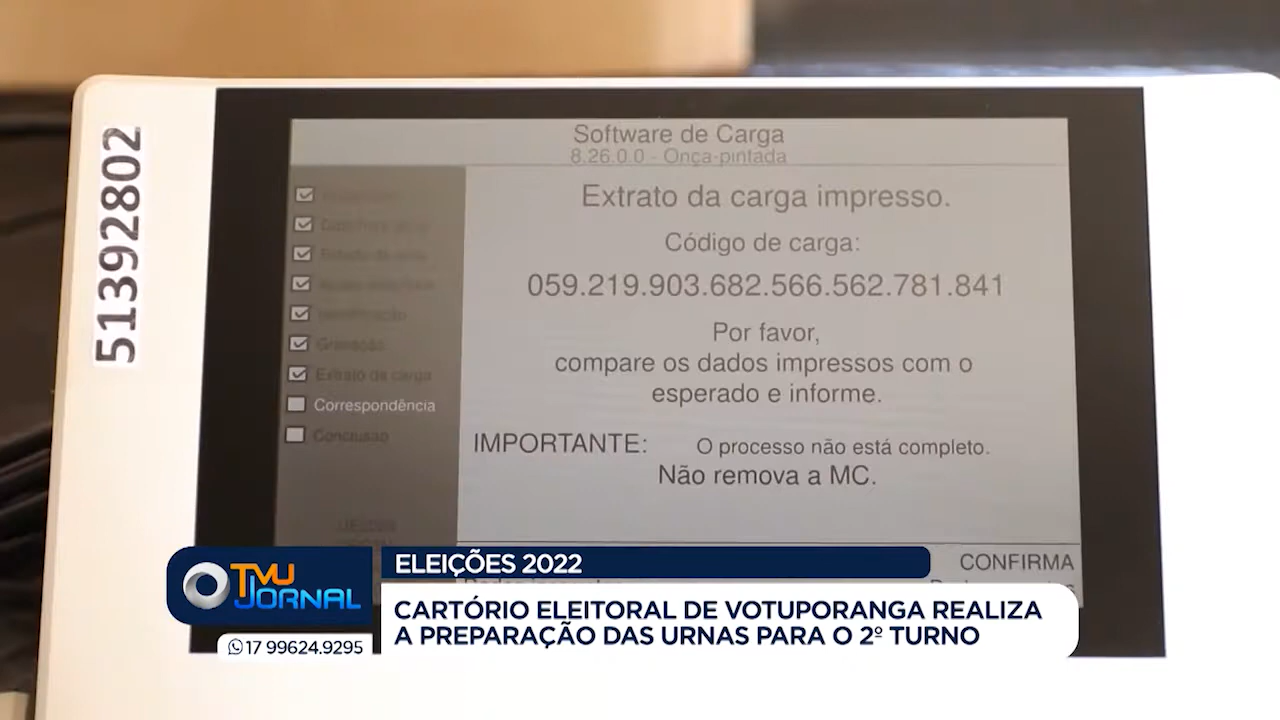 51392802
Software de Carga
8.26.0.0 - Onça-pintada
Extrato da carga impresso.
Código de carga:
059.219.903.682.566.562.781.841
Por favor,
compare os dados impressos com o
esperado e informe.
IMPORTANTE: O processo não está completo.
Não remova a MC.
Gravação
Extrato da carga
Correspondência
Conclusão
CONFIRMA
TVU
JORNAL
17 99624.9295
ELEIÇÕES 2022
CARTÓRIO ELEITORAL DE VOTUPORANGA REALIZA
A PREPARAÇÃO DAS URNAS PARA O 2º TURNO